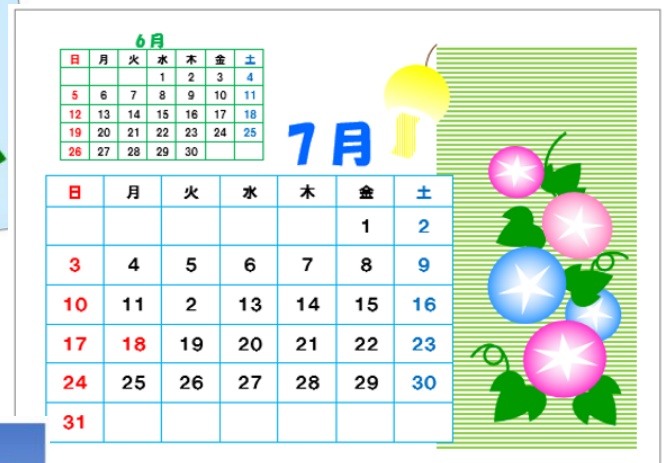 6月
日 月 火 水 木 金 土
1 2 3 4
5 6 7 8 9 10 11
12 13 14 15 16 17 18
19 20 21 22 23 24 25
26 27 28 29 30
7月
日 月 火 水 木 金 土
1 2
3 4 5 6 7 8 9
10 11 2 13 14 15 16
17 18 19 20 21 22 23
24 25 26 27 28 29 30
31